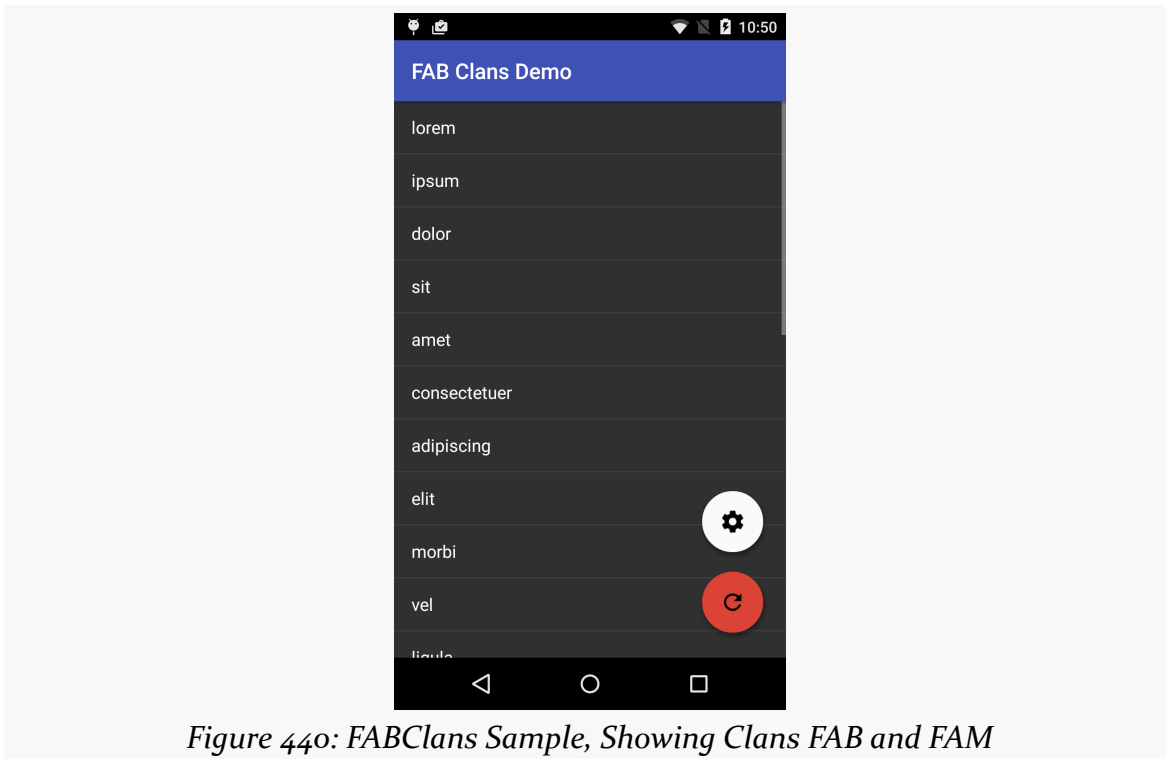 10:50
FAB Clans Demo
lorem
ipsum
dolor
sit
amet
consectetuer
adipiscing
elit
morbi
vel
ligula
Figure 440: FABClans Sample, Showing Clans FAB and FAM